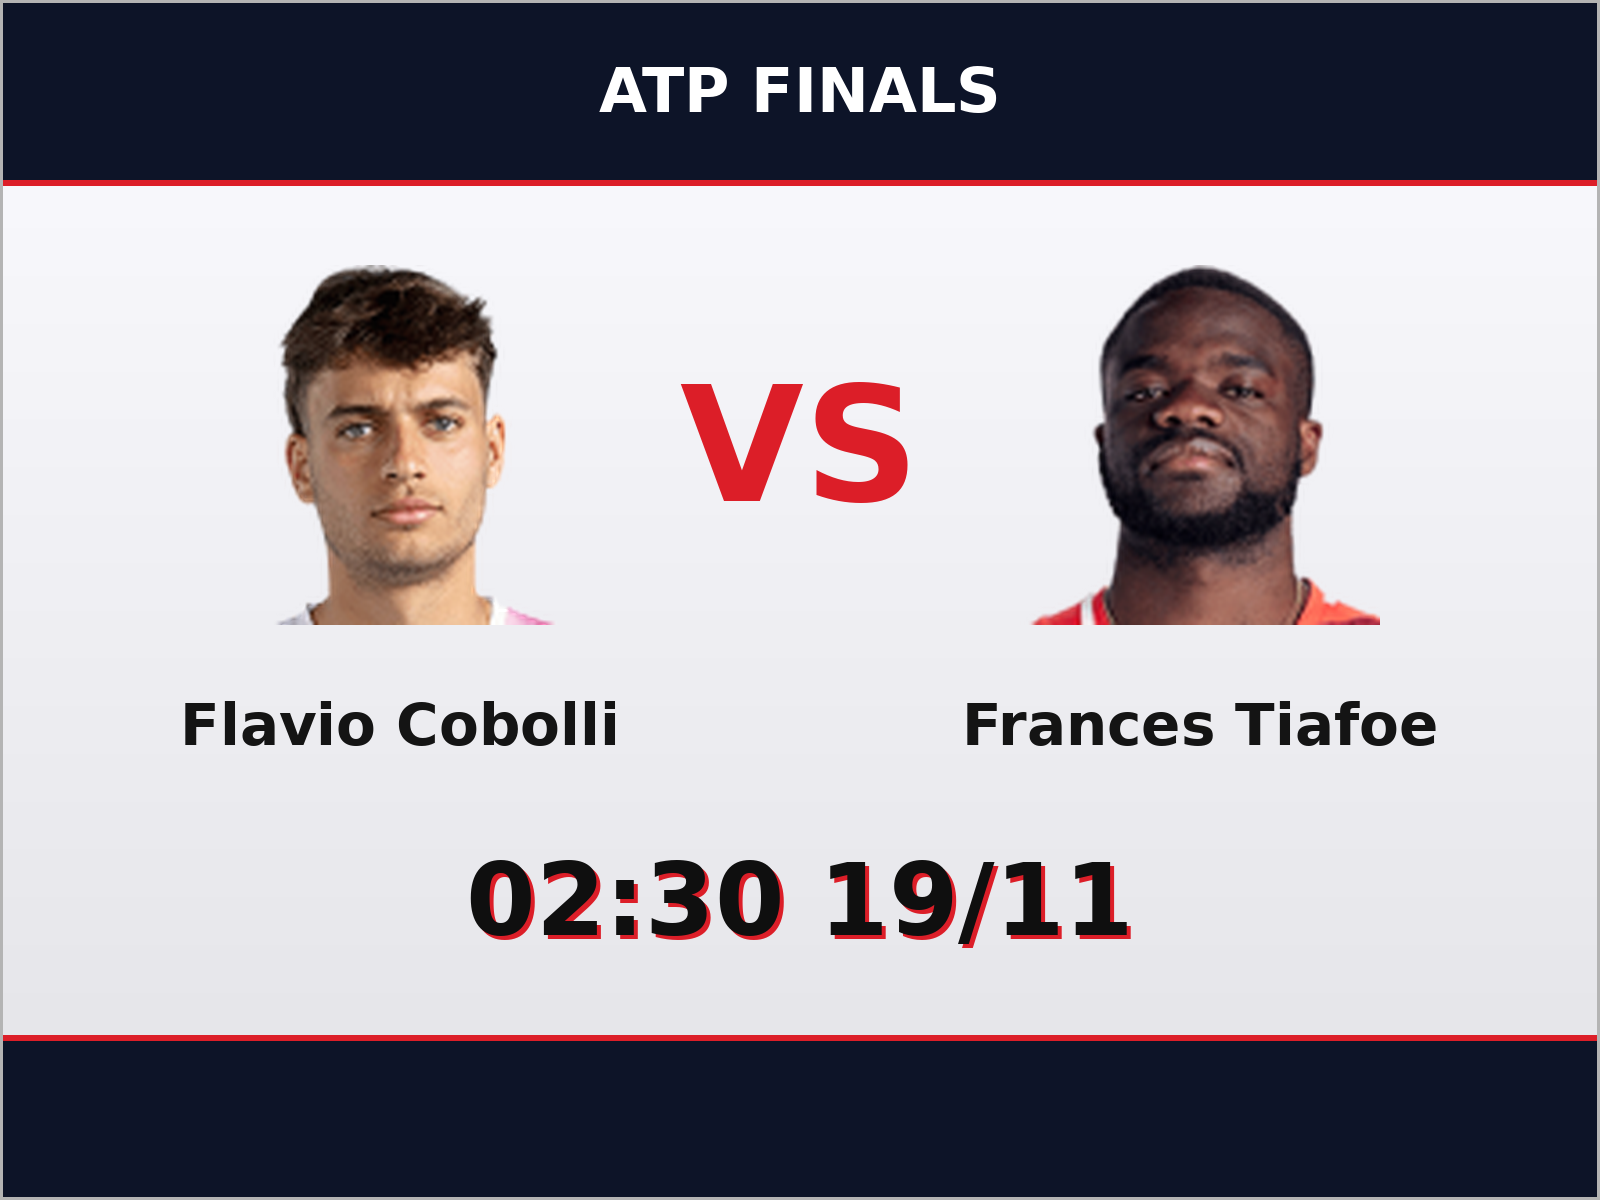 ATP FINALS
VS
Flavio Cobolli
Frances Tiafoe
02:30 19/11